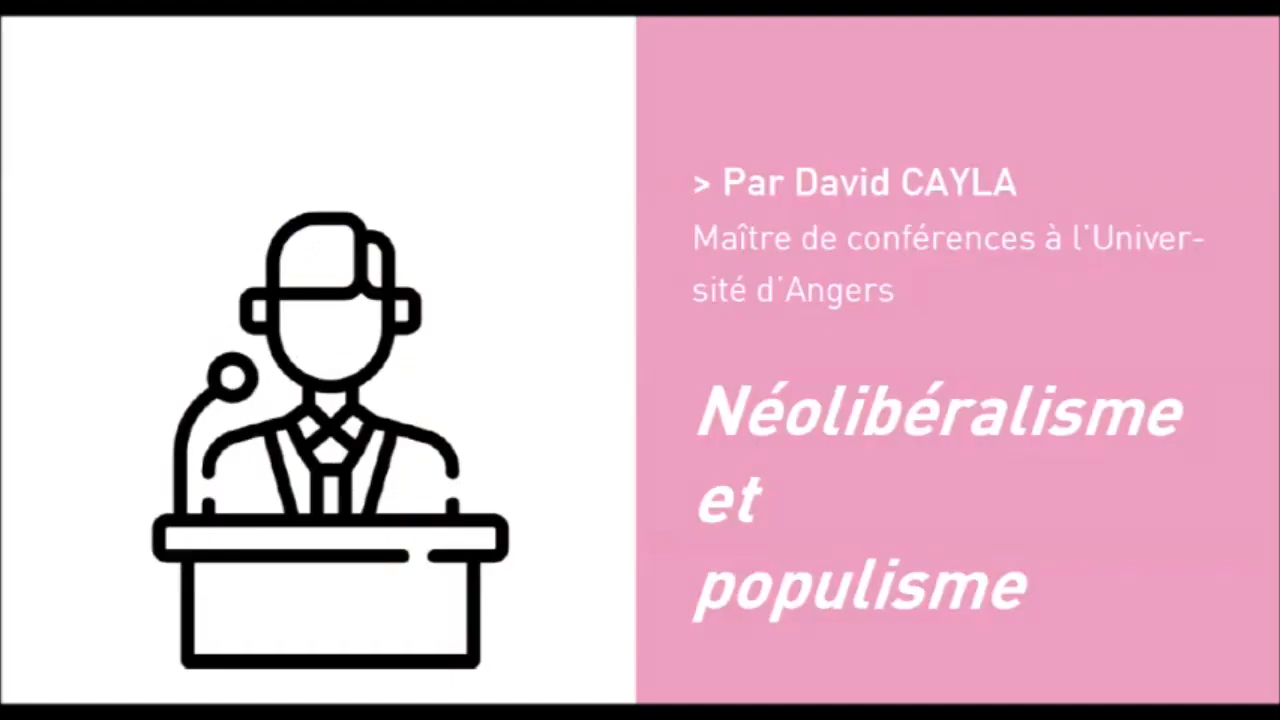 > Par David CAYLA
Maître de conférences à l'Univer-
sité d'Angers
Néolibéralisme
et
populisme